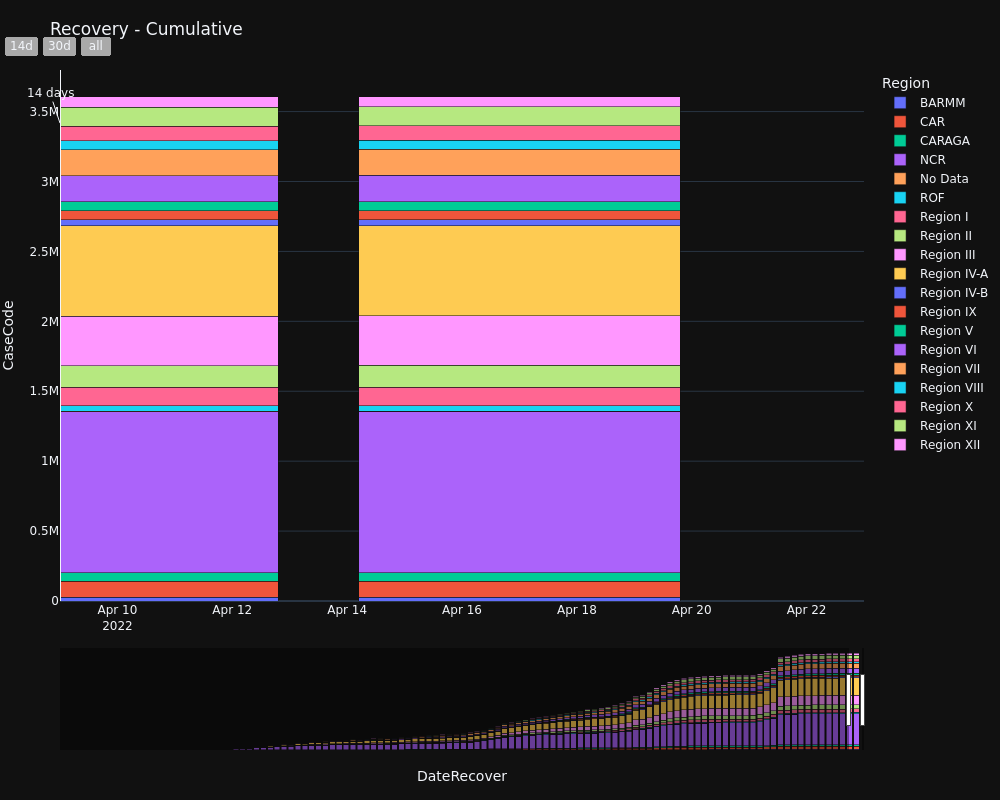 Recovery - Cumulative
14d 30d all
14 days
\
3.5M
3M
2.5M
2M
1.5M
1M
0.5M
0
CaseCode
Apr 10 Apr 12 Apr 14 Apr 16 Apr 18 Apr 20 Apr 22
2022
DateRecover
Region
BARMM
CAR
CARAGA
NCR
No Data
ROF
Region I
Region II
Region III
Region IV-A
Region IV-B
Region IX
Region V
Region VI
Region VII
Region VIII
Region X
Region XI
Region XII